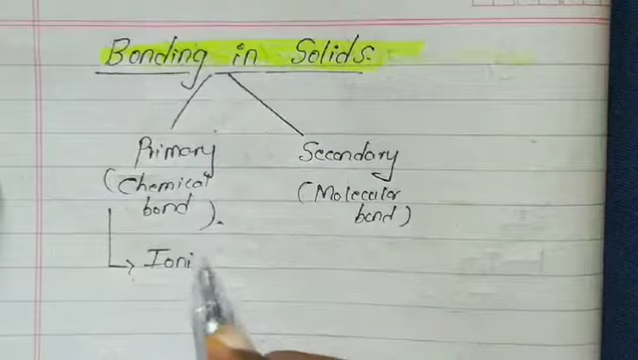 Bonding in Solids.
Primary
(Chemical
bond).
Secondary
(Molecular
bond)
Ioni